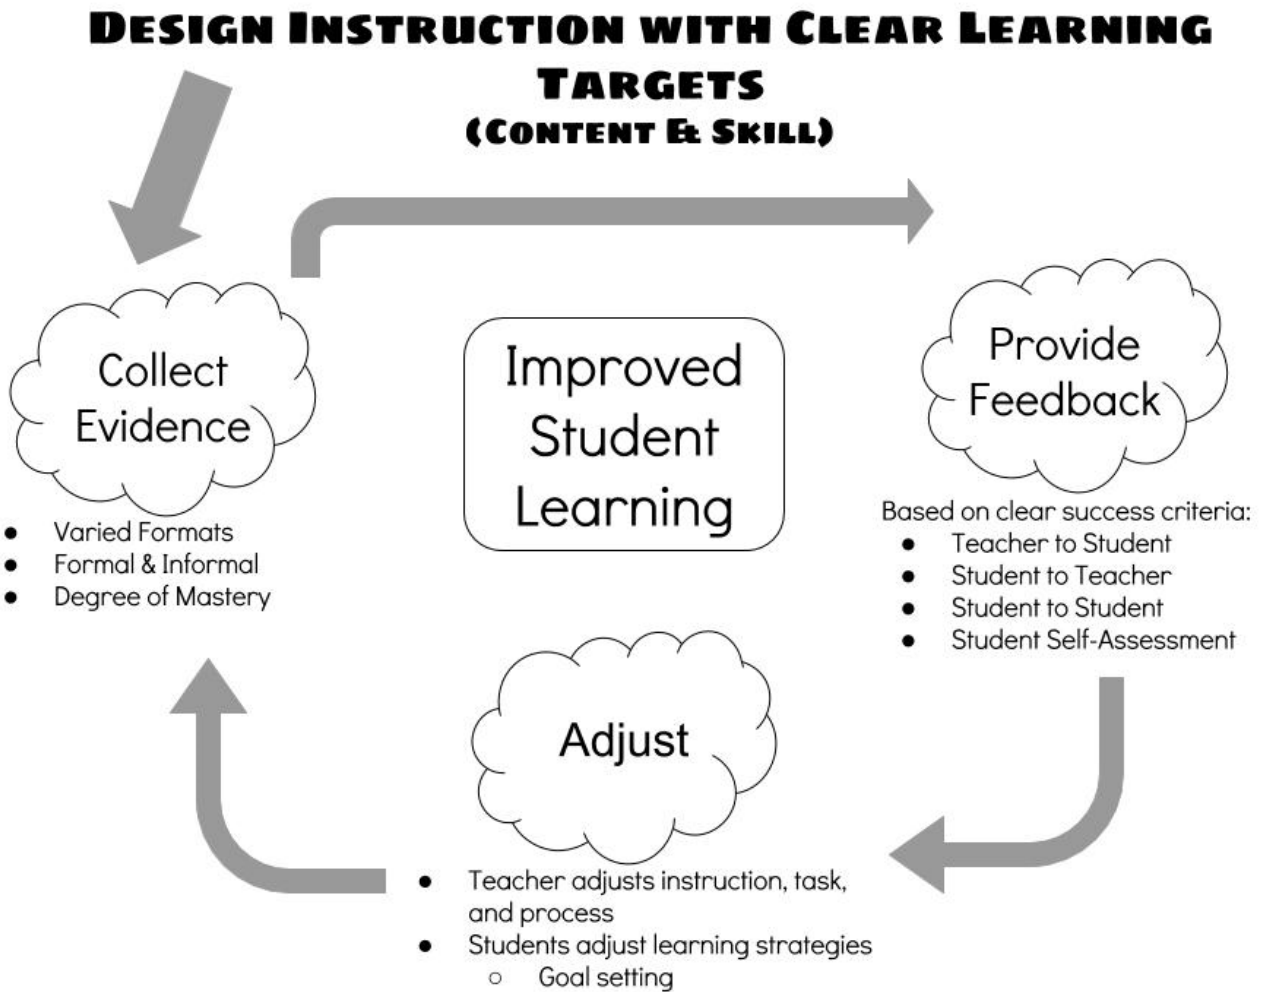 DESIGN INSTRUCTION WITH CLEAR LEARNING
TARGETS
(CONTENT & SKILL)
Collect
Evidence
● Varied Formats
● Formal & Informal
● Degree of Mastery
Improved
Student
Learning
Provide
Feedback
Based on clear success criteria:
● Teacher to Student
● Student to Teacher
● Student to Student
● Student Self-Assessment
Adjust
● Teacher adjusts instruction, task,
and process
● Students adjust learning strategies
○ Goal setting